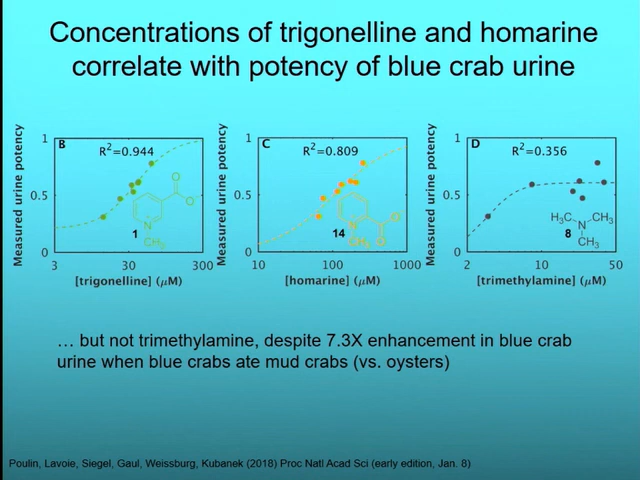 Concentrations of trigonelline and homarine
correlate with potency of blue crab urine
Measured urine potency
1
0.5
0
B
R²=0.944
O
O⁻
N⁺
CH₃
1
3
30
300
[trigonelline] (μM)
Measured urine potency
1
0.5
0
C
R²=0.809
N⁺
CH₃
O
O⁻
14
10
100
1000
[homarine] (μM)
Measured urine potency
1
0.5
0
D
R²=0.356
H₃C
N
CH₃
CH₃
8
2
10
50
[trimethylamine] (μM)
… but not trimethylamine, despite 7.3X enhancement in blue crab
urine when blue crabs ate mud crabs (vs. oysters)
Poulin, Lavoie, Siegel, Gaul, Weissburg, Kubanek (2018) Proc Natl Acad Sci (early edition, Jan. 8)